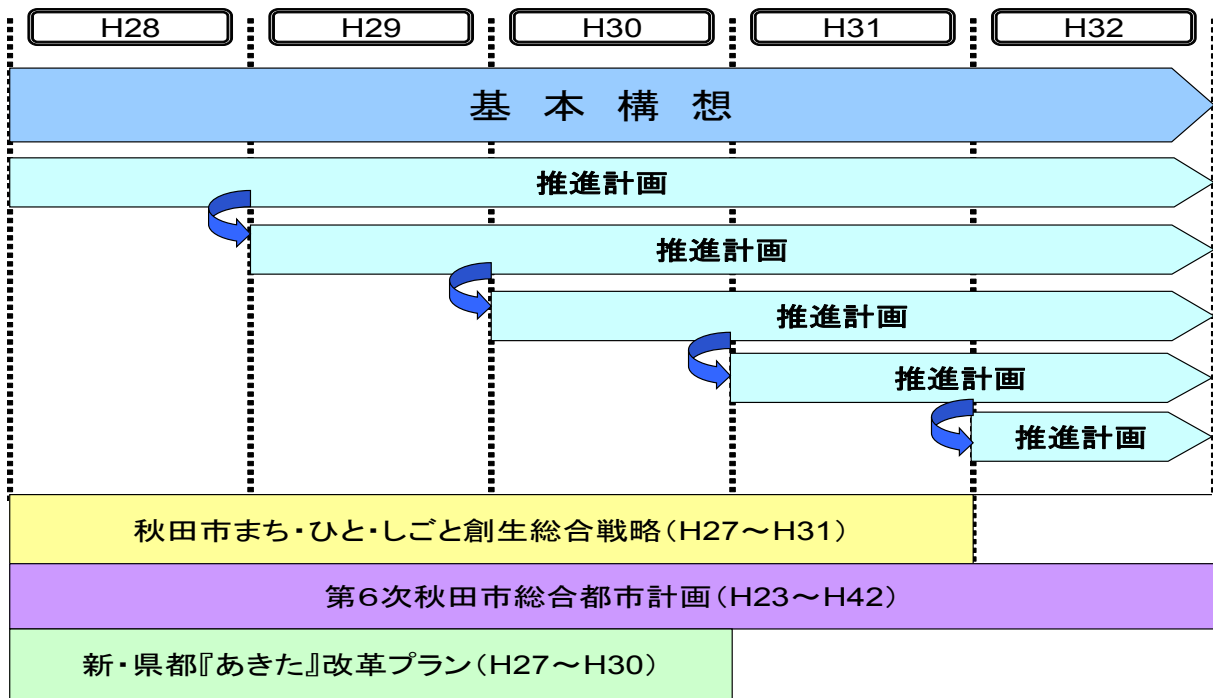 H28 H29 H30 H31 H32
基本構想
推進計画
推進計画
推進計画
推進計画
推進計画
秋田市まち・ひと・しごと創生総合戦略(H27～H31)
第6次秋田市総合都市計画(H23～H42)
新・県都『あきた』改革プラン(H27～H30)